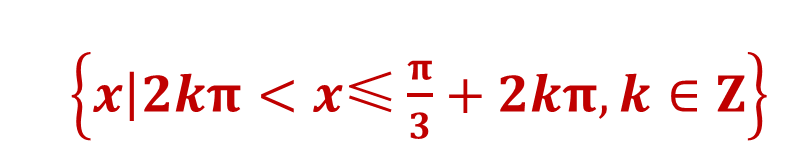 {x|2kπ < x⩽ π/3 + 2kπ, k ∈ Z}